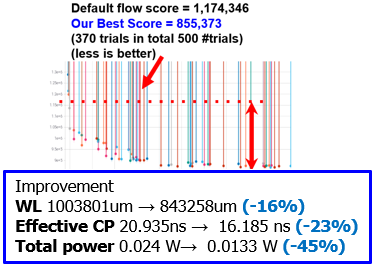 Default flow score = 1,174,346
Our Best Score = 855,373
(370 trials in total 500 #trials)
(less is better)
Improvement
WL 1003801um → 843258um (-16%)
Effective CP 20.935ns → 16.185 ns (-23%)
Total power 0.024 W→ 0.0133 W (-45%)